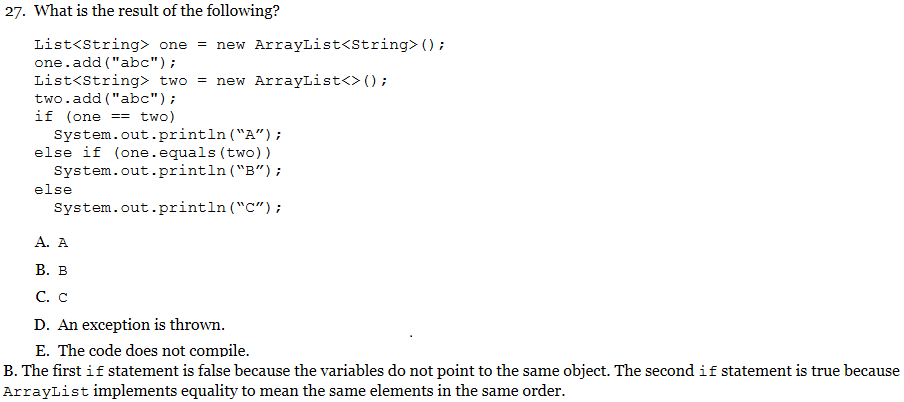 27. What is the result of the following?
List<String> one = new ArrayList<String>();
one.add("abc");
List<String> two = new ArrayList<>();
two.add("abc");
if (one == two)
System.out.println(“A”);
else if (one.equals(two))
System.out.println(“B”);
else
System.out.println(“C”);
A. A
B. B
C. C
D. An exception is thrown.
E. The code does not compile.
B. The first if statement is false because the variables do not point to the same object. The second if statement is true because
ArrayList implements equality to mean the same elements in the same order.